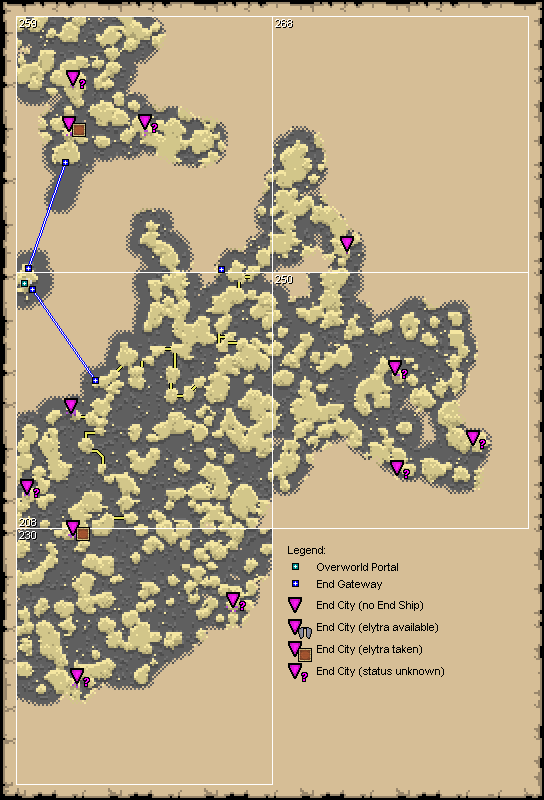 259
268
250
203
230
Legend:
Overworld Portal
End Gateway
End City (no End Ship)
End City (elytra available)
End City (elytra taken)
End City (status unknown)